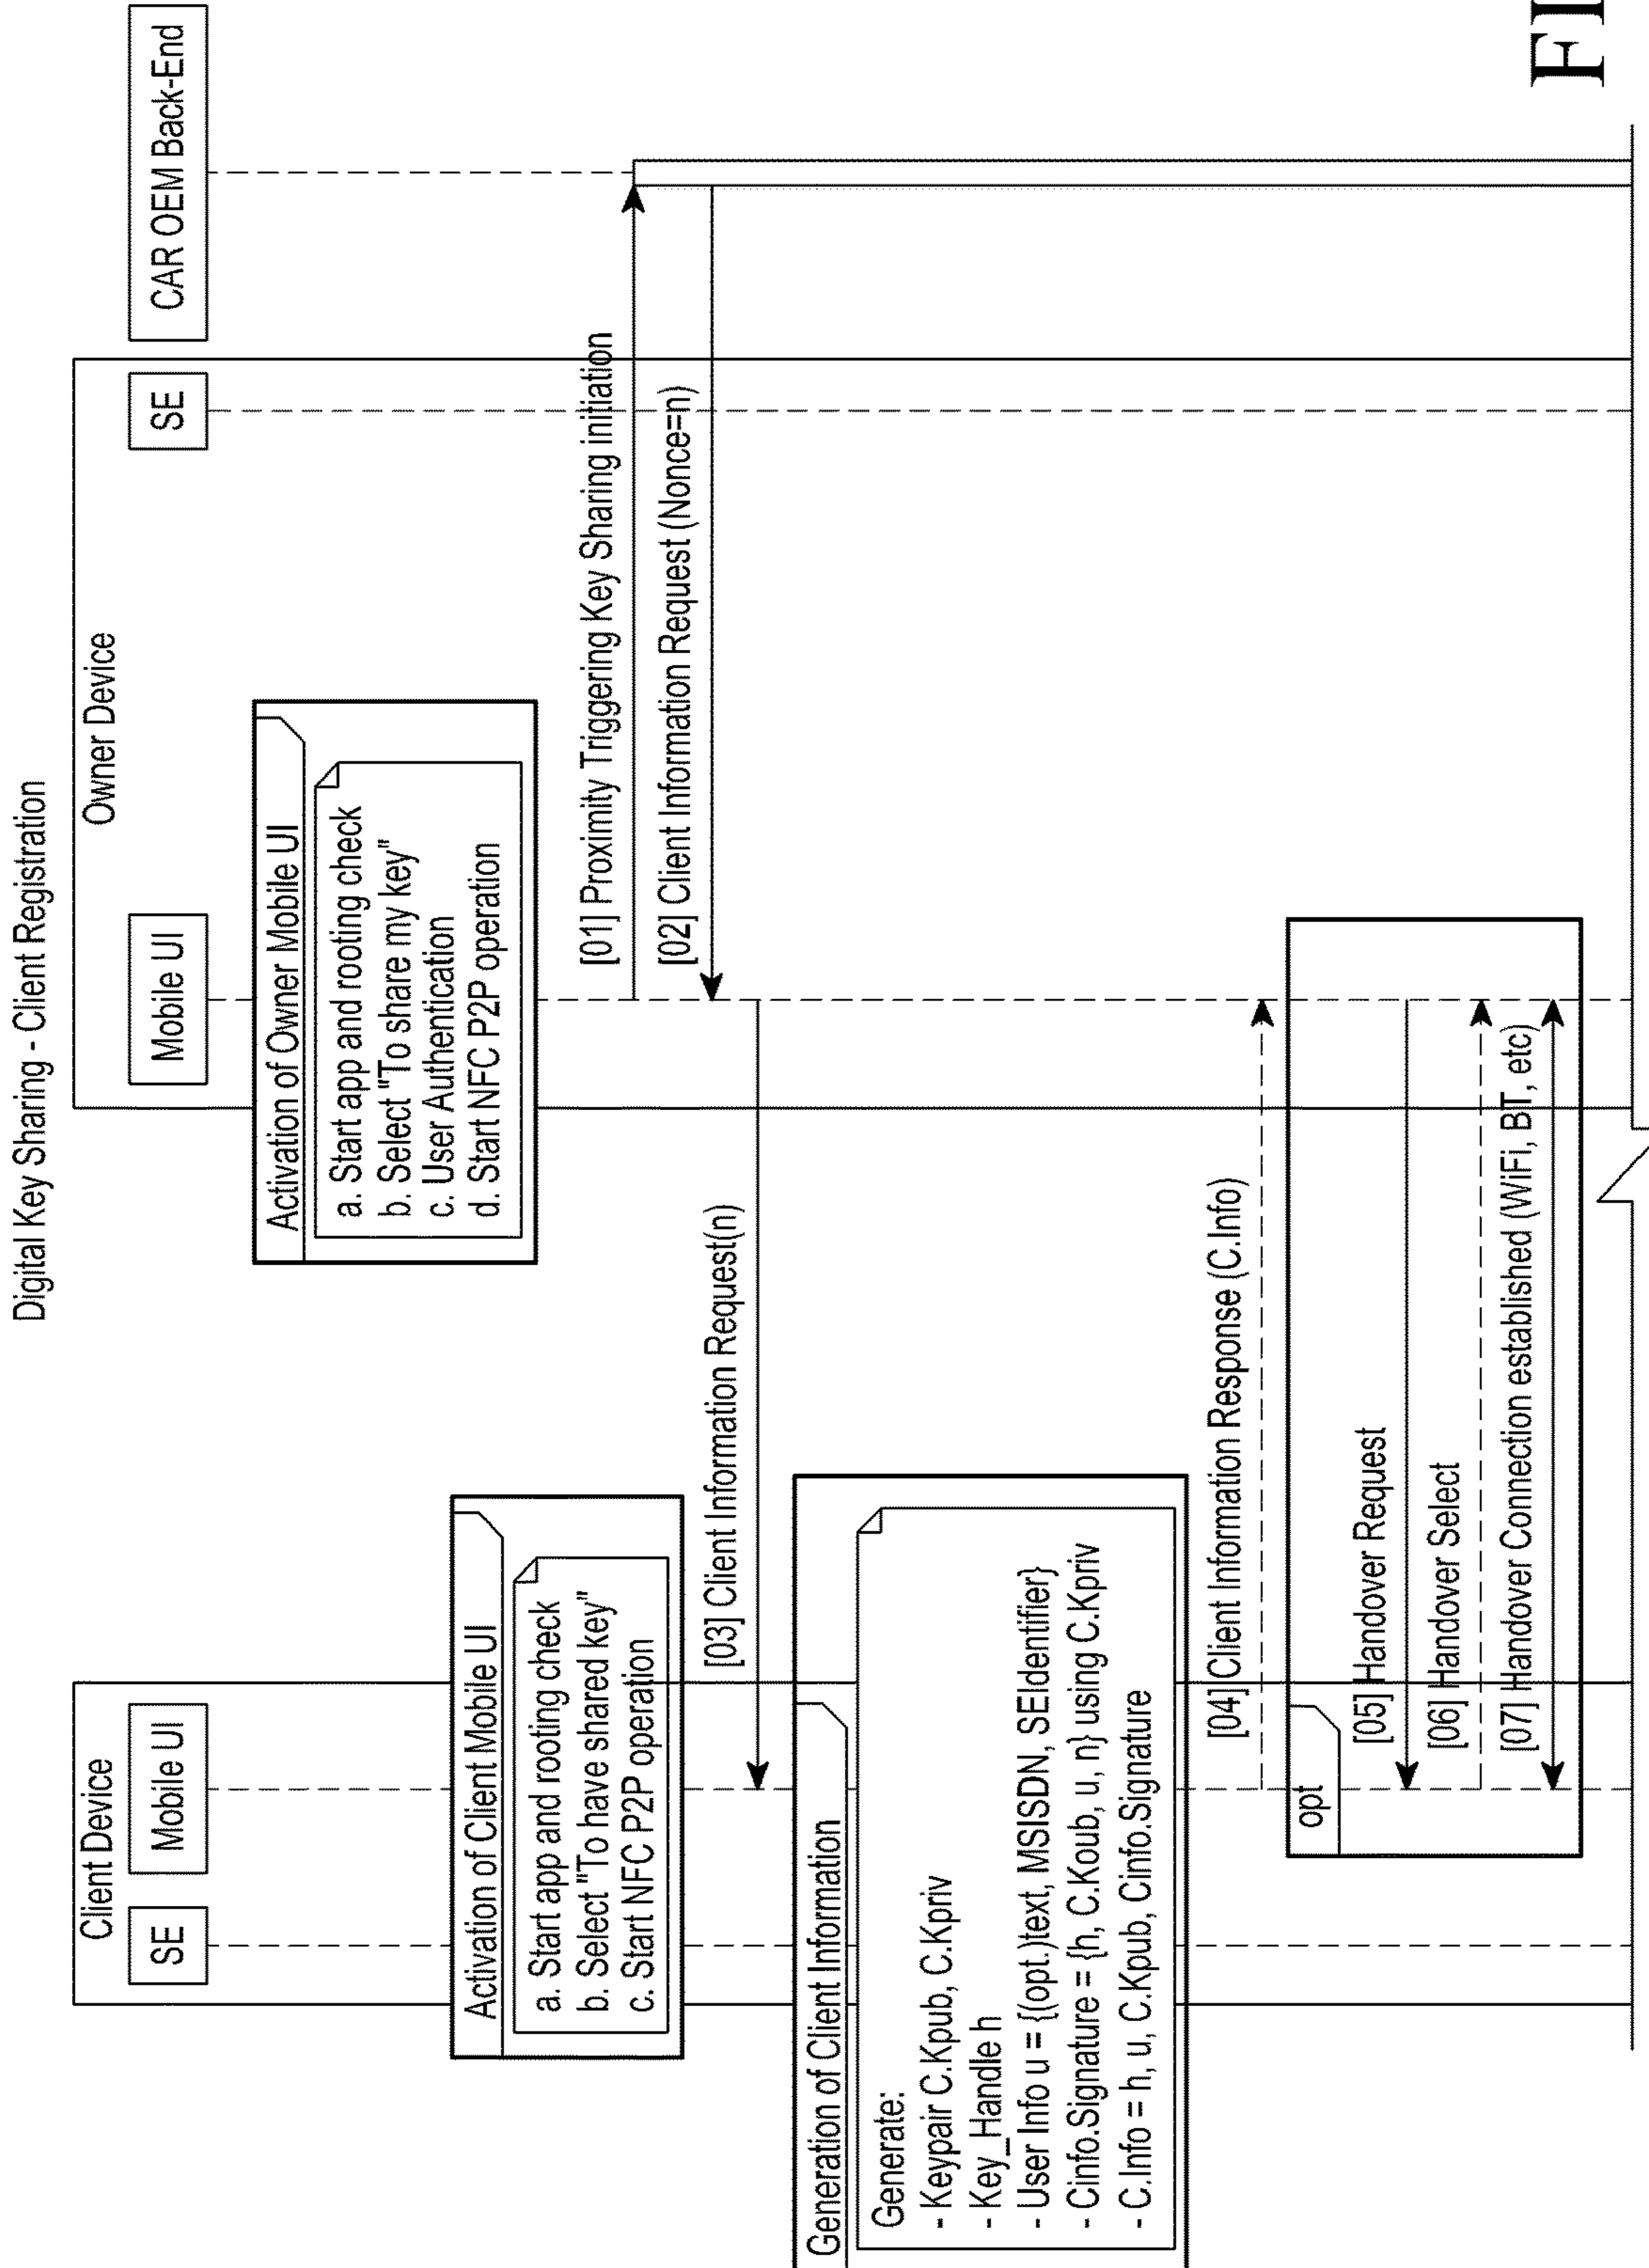 Digital Key Sharing - Client Registration
Client Device
Owner Device
SE
Mobile UI
Mobile UI
SE
CAR OEM Back-End
Activation of Owner Mobile UI
a. Start app and rooting check
b. Select "To share my key"
c. User Authentication
d. Start NFC P2P operation
Activation of Client Mobile UI
a. Start app and rooting check
b. Select "To have shared key"
c. Start NFC P2P operation
[01] Proximity Triggering Key Sharing initiation
[02] Client Information Request (Nonce=n)
[03] Client Information Request(n)
Generation of Client Information
Generate:
- Keypair C.Kpub, C.Kpriv
- Key_Handle h
- User Info u = {(opt.)text, MSISDN, SEIdentifier}
- Cinfo.Signature = {h, C.Koub, u, n} using C.Kpriv
- C.Info = h, u, C.Kpub, Cinfo.Signature
[04] Client Information Response (C.Info)
opt
[05] Handover Request
[06] Handover Select
[07] Handover Connection established (WiFi, BT, etc)